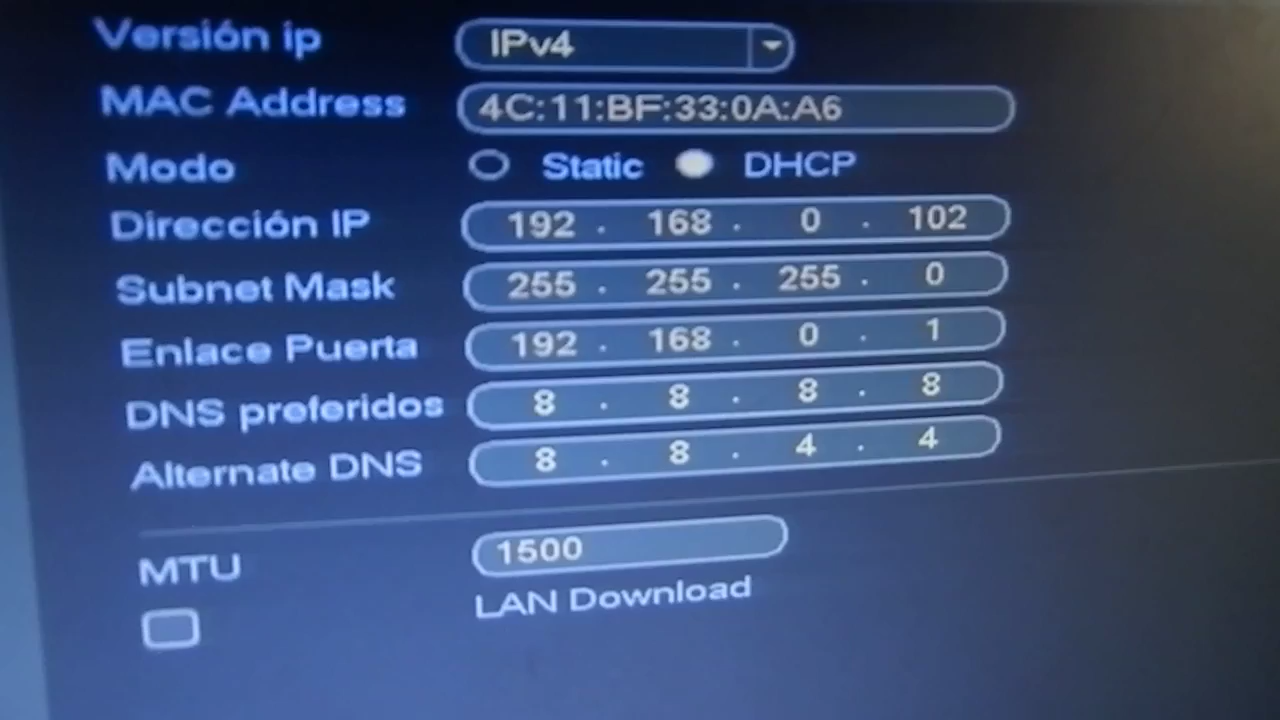 Versión ip IPv4
MAC Address 4C:11:BF:33:0A:A6
Modo Static DHCP
Dirección IP 192 . 168 . 0 . 102
Subnet Mask 255 . 255 . 255 . 0
Enlace Puerta 192 . 168 . 0 . 1
DNS preferidos 8 . 8 . 8 . 8
Alternate DNS 8 . 8 . 4 . 4
MTU 1500
LAN Download